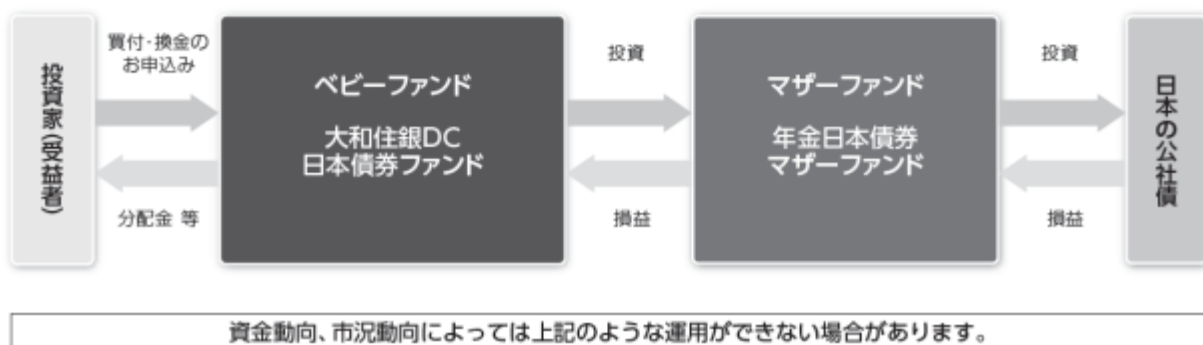 投資家(受益者)
買付・換金の
お申込み
分配金 等
ベビーファンド
大和住銀DC
日本債券ファンド
投資
損益
マザーファンド
年金日本債券
マザーファンド
投資
損益
日本の公社債
資金動向、市況動向によっては上記のような運用ができない場合があります。